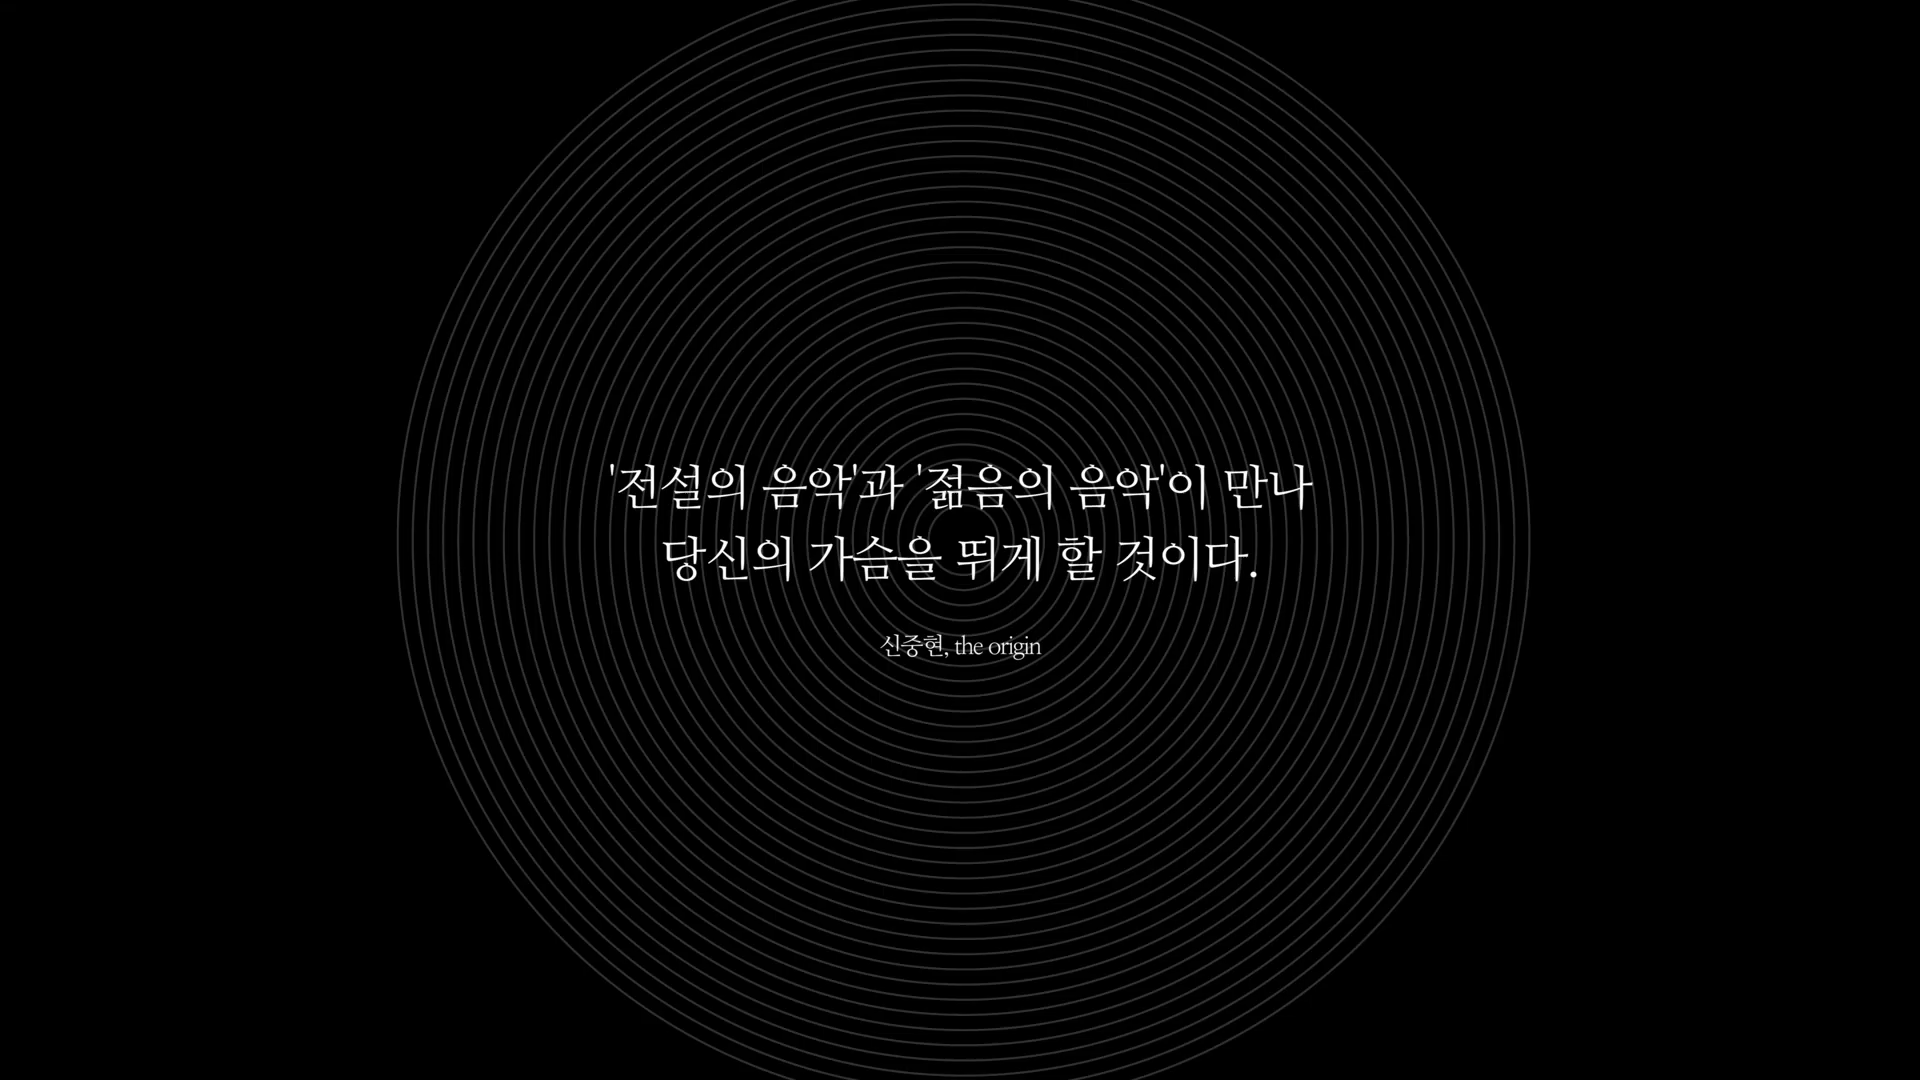 '전설의 음악'과 '젊음의 음악'이 만나
당신의 가슴을 뛰게 할 것이다.
신중현, the origin